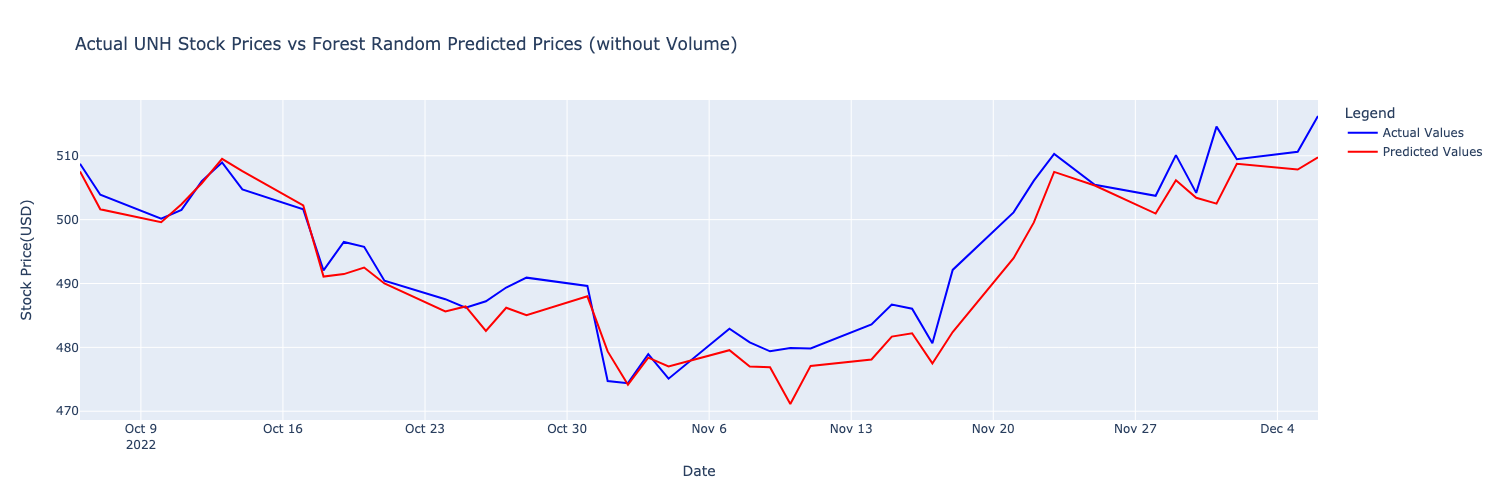 Actual UNH Stock Prices vs Forest Random Predicted Prices (without Volume)
Legend
Actual Values
Predicted Values
Stock Price(USD)
510
500
490
480
470
Oct 9
2022
Oct 16
Oct 23
Oct 30
Nov 6
Nov 13
Nov 20
Nov 27
Dec 4
Date